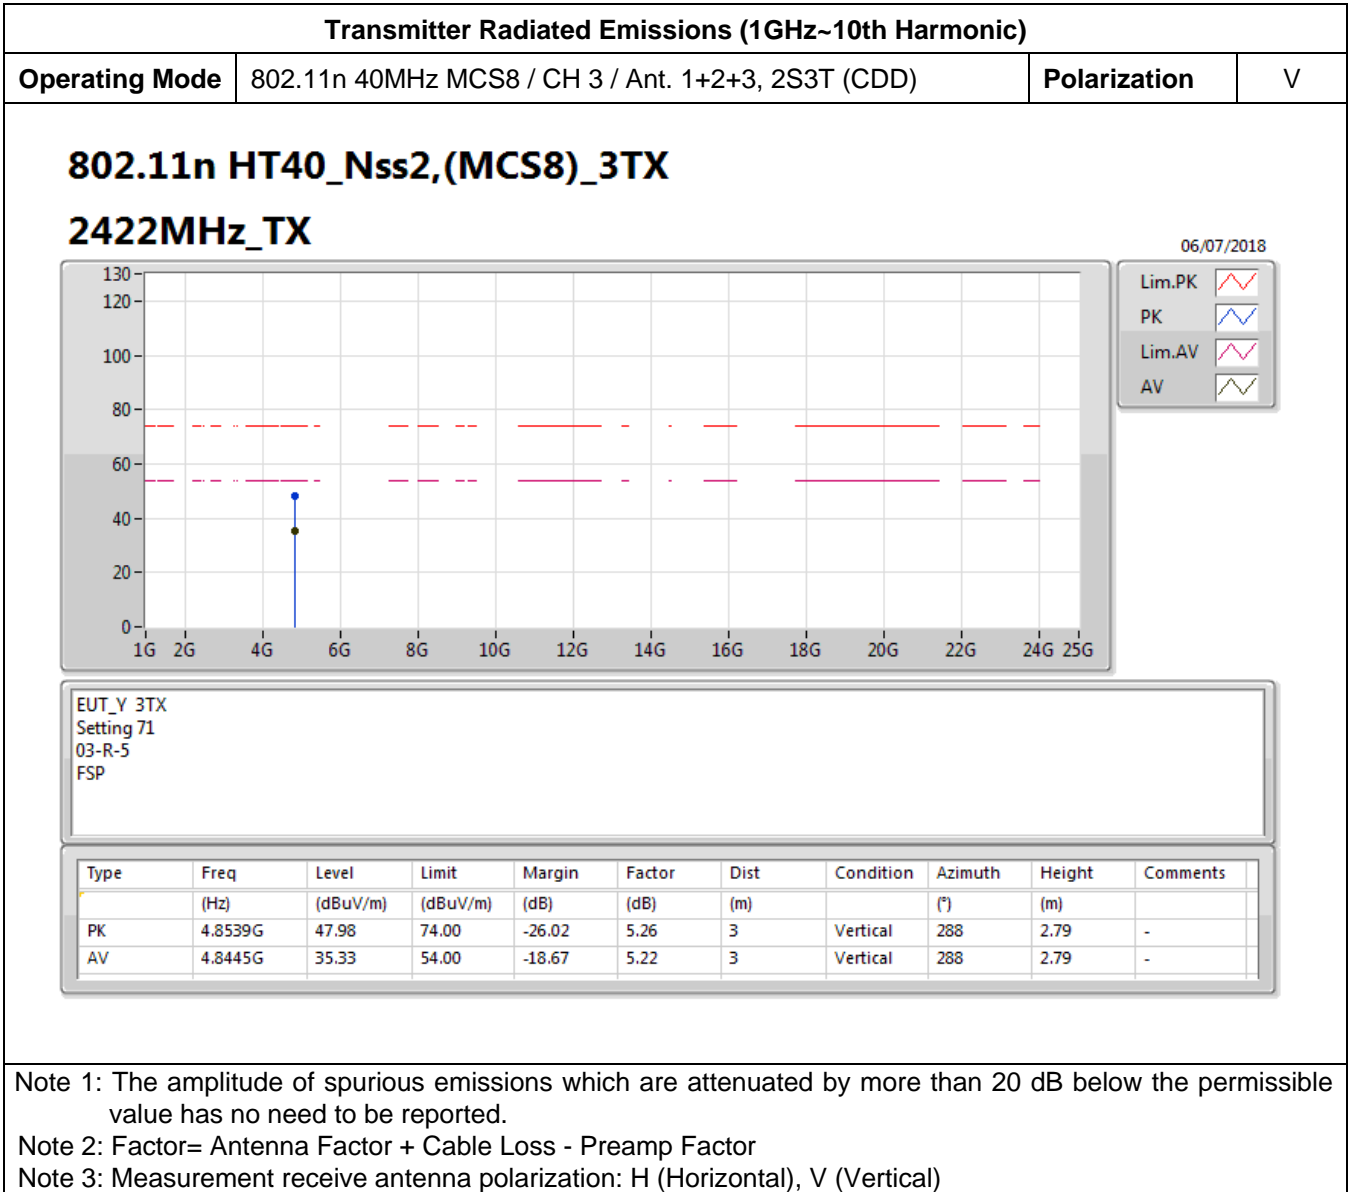 Transmitter Radiated Emissions (1GHz~10th Harmonic)
Operating Mode 802.11n 40MHz MCS8 / CH 3 / Ant. 1+2+3, 2S3T (CDD) Polarization V
802.11n HT40_Nss2,(MCS8)_3TX
2422MHz_TX
06/07/2018
130
120
100
80
60
40
20
0
1G 2G 4G 6G 8G 10G 12G 14G 16G 18G 20G 22G 24G 25G
Lim.PK
PK
Lim.AV
AV
EUT_Y 3TX
Setting 71
03-R-5
FSP
Type Freq Level Limit Margin Factor Dist Condition Azimuth Height Comments
(Hz) (dBuV/m) (dBuV/m) (dB) (dB) (m) (°) (m)
PK 4.8539G 47.98 74.00 -26.02 5.26 3 Vertical 288 2.79 -
AV 4.8445G 35.33 54.00 -18.67 5.22 3 Vertical 288 2.79 -
Note 1: The amplitude of spurious emissions which are attenuated by more than 20 dB below the permissible
value has no need to be reported.
Note 2: Factor= Antenna Factor + Cable Loss - Preamp Factor
Note 3: Measurement receive antenna polarization: H (Horizontal), V (Vertical)